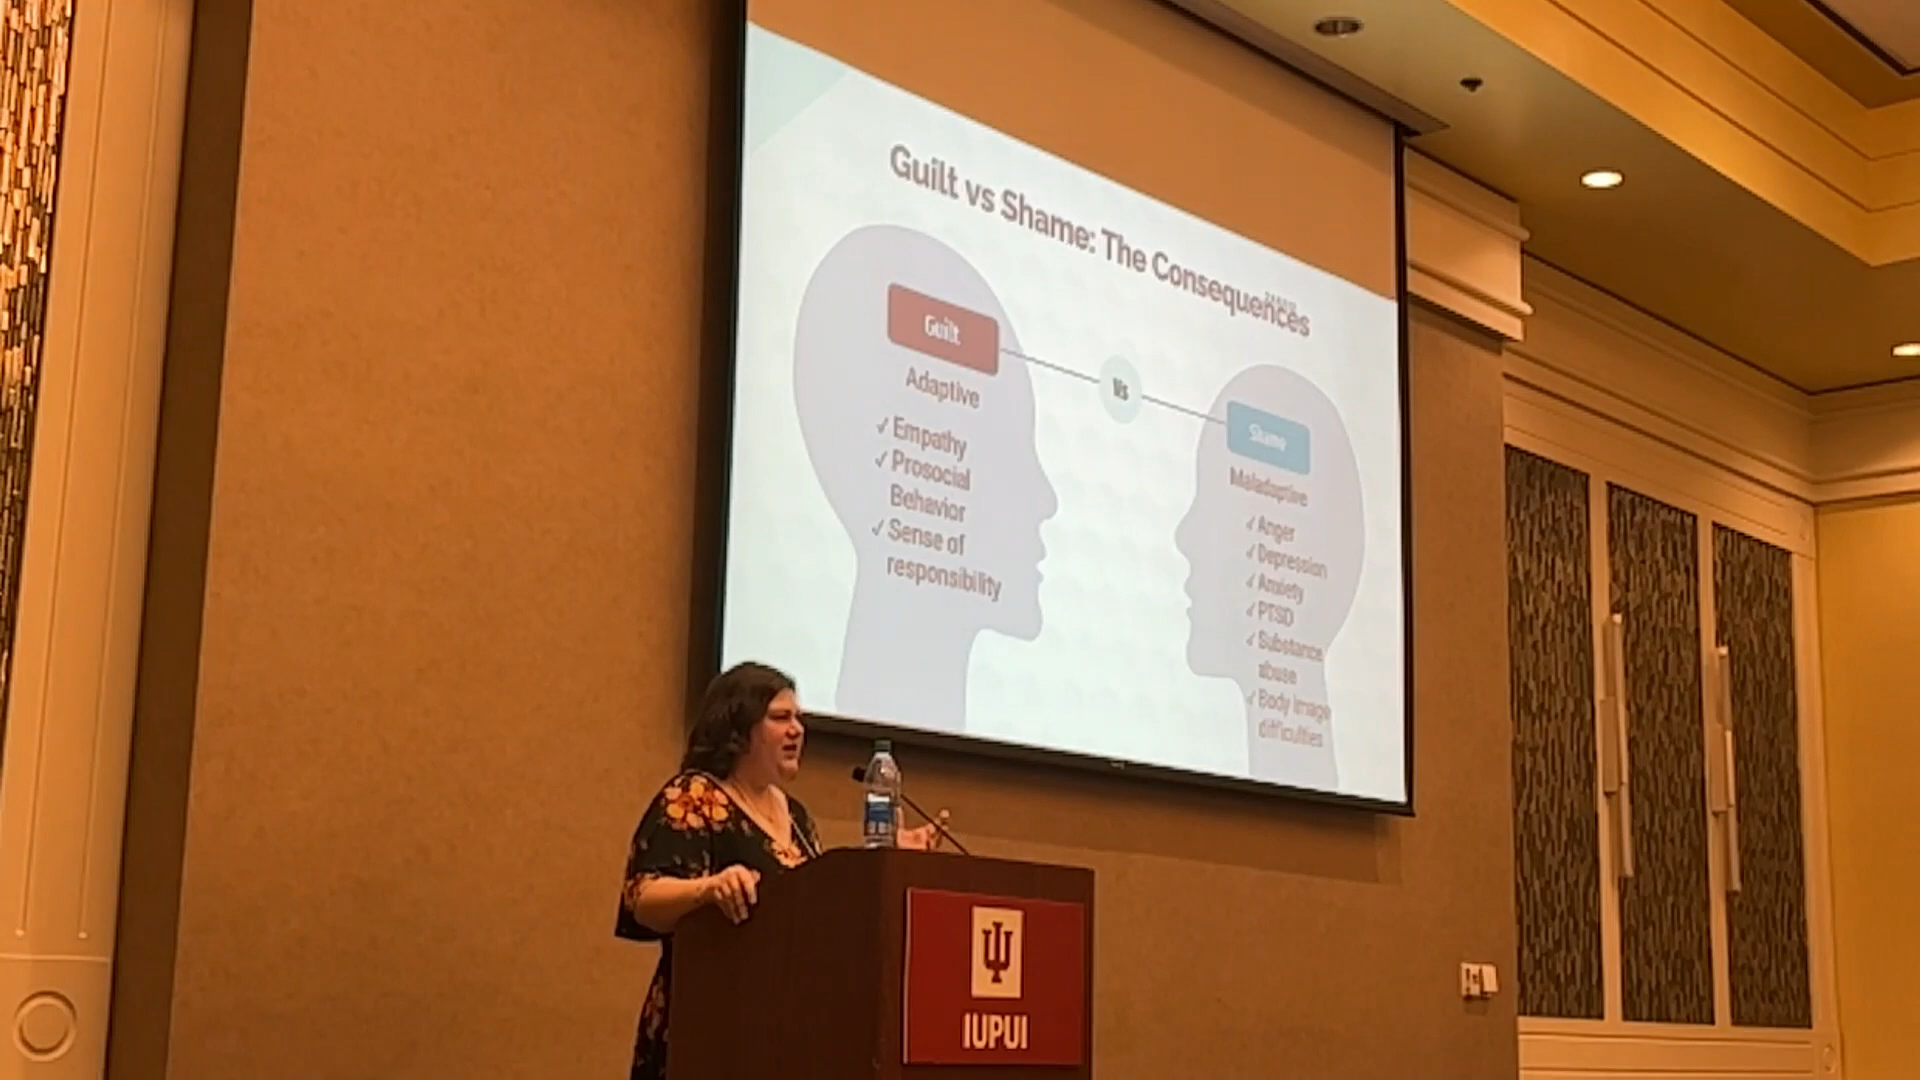 Guilt vs Shame: The Consequences
Guilt
Vs
Shame
Adaptive
✓ Empathy
✓ Prosocial
Behavior
✓ Sense of
responsibility
Maladaptive
✓ Anger
✓ Depression
✓ Anxiety
✓ PTSD
✓ Substance
abuse
✓ Body image
difficulties
IUPUI